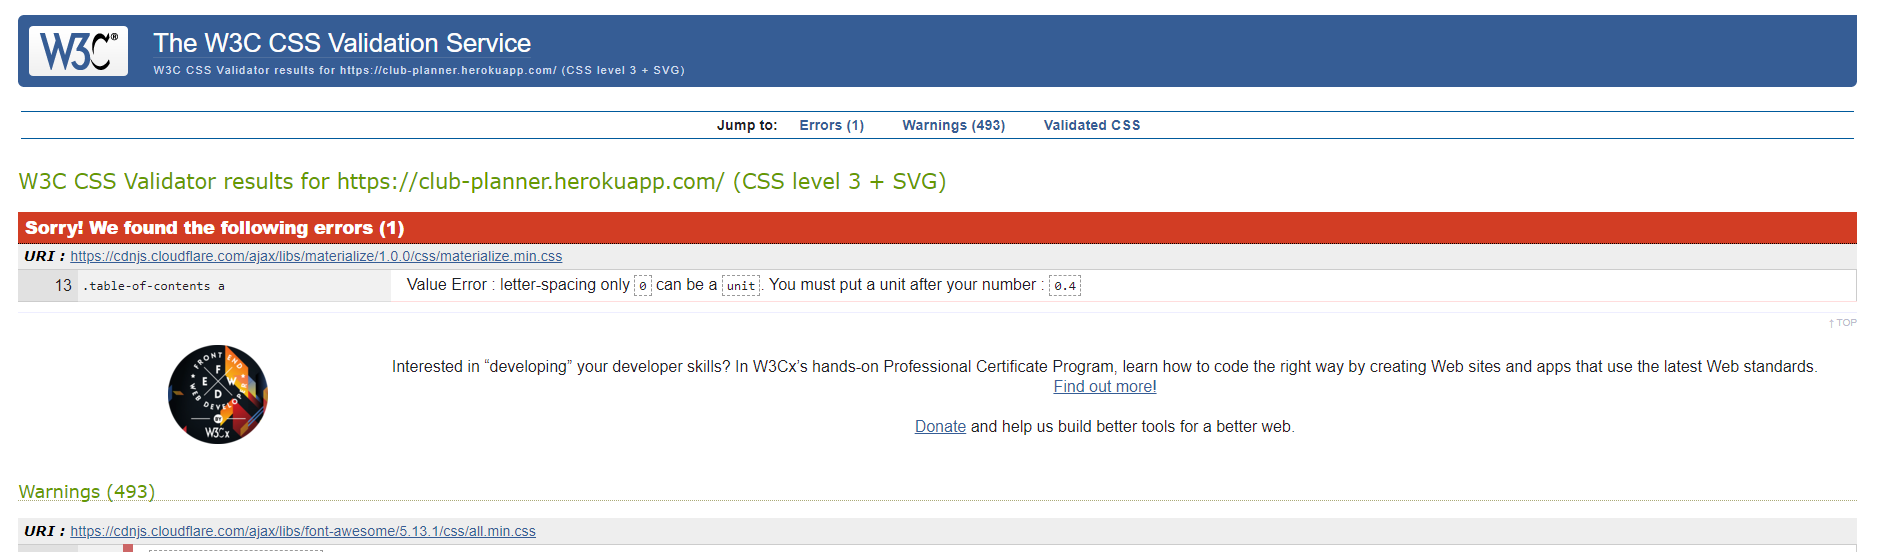 W3C®
The W3C CSS Validation Service
W3C CSS Validator results for https://club-planner.herokuapp.com/ (CSS level 3 + SVG)
Jump to: Errors (1) Warnings (493) Validated CSS
W3C CSS Validator results for https://club-planner.herokuapp.com/ (CSS level 3 + SVG)
Sorry! We found the following errors (1)
URI : https://cdnjs.cloudflare.com/ajax/libs/materialize/1.0.0/css/materialize.min.css
13 .table-of-contents a Value Error : letter-spacing only 0 can be a unit. You must put a unit after your number : 0.4
↑ TOP
FRONT END
WEB DEVELOPER
F
E W
D
BY
W3Cx
Interested in “developing” your developer skills? In W3Cx’s hands-on Professional Certificate Program, learn how to code the right way by creating Web sites and apps that use the latest Web standards.
Find out more!
Donate and help us build better tools for a better web.
Warnings (493)
URI : https://cdnjs.cloudflare.com/ajax/libs/font-awesome/5.13.1/css/all.min.css